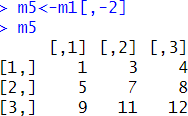 > m5<-m1[,-2]
> m5
     [,1] [,2] [,3]
[1,]    1    3    4
[2,]    5    7    8
[3,]    9   11   12